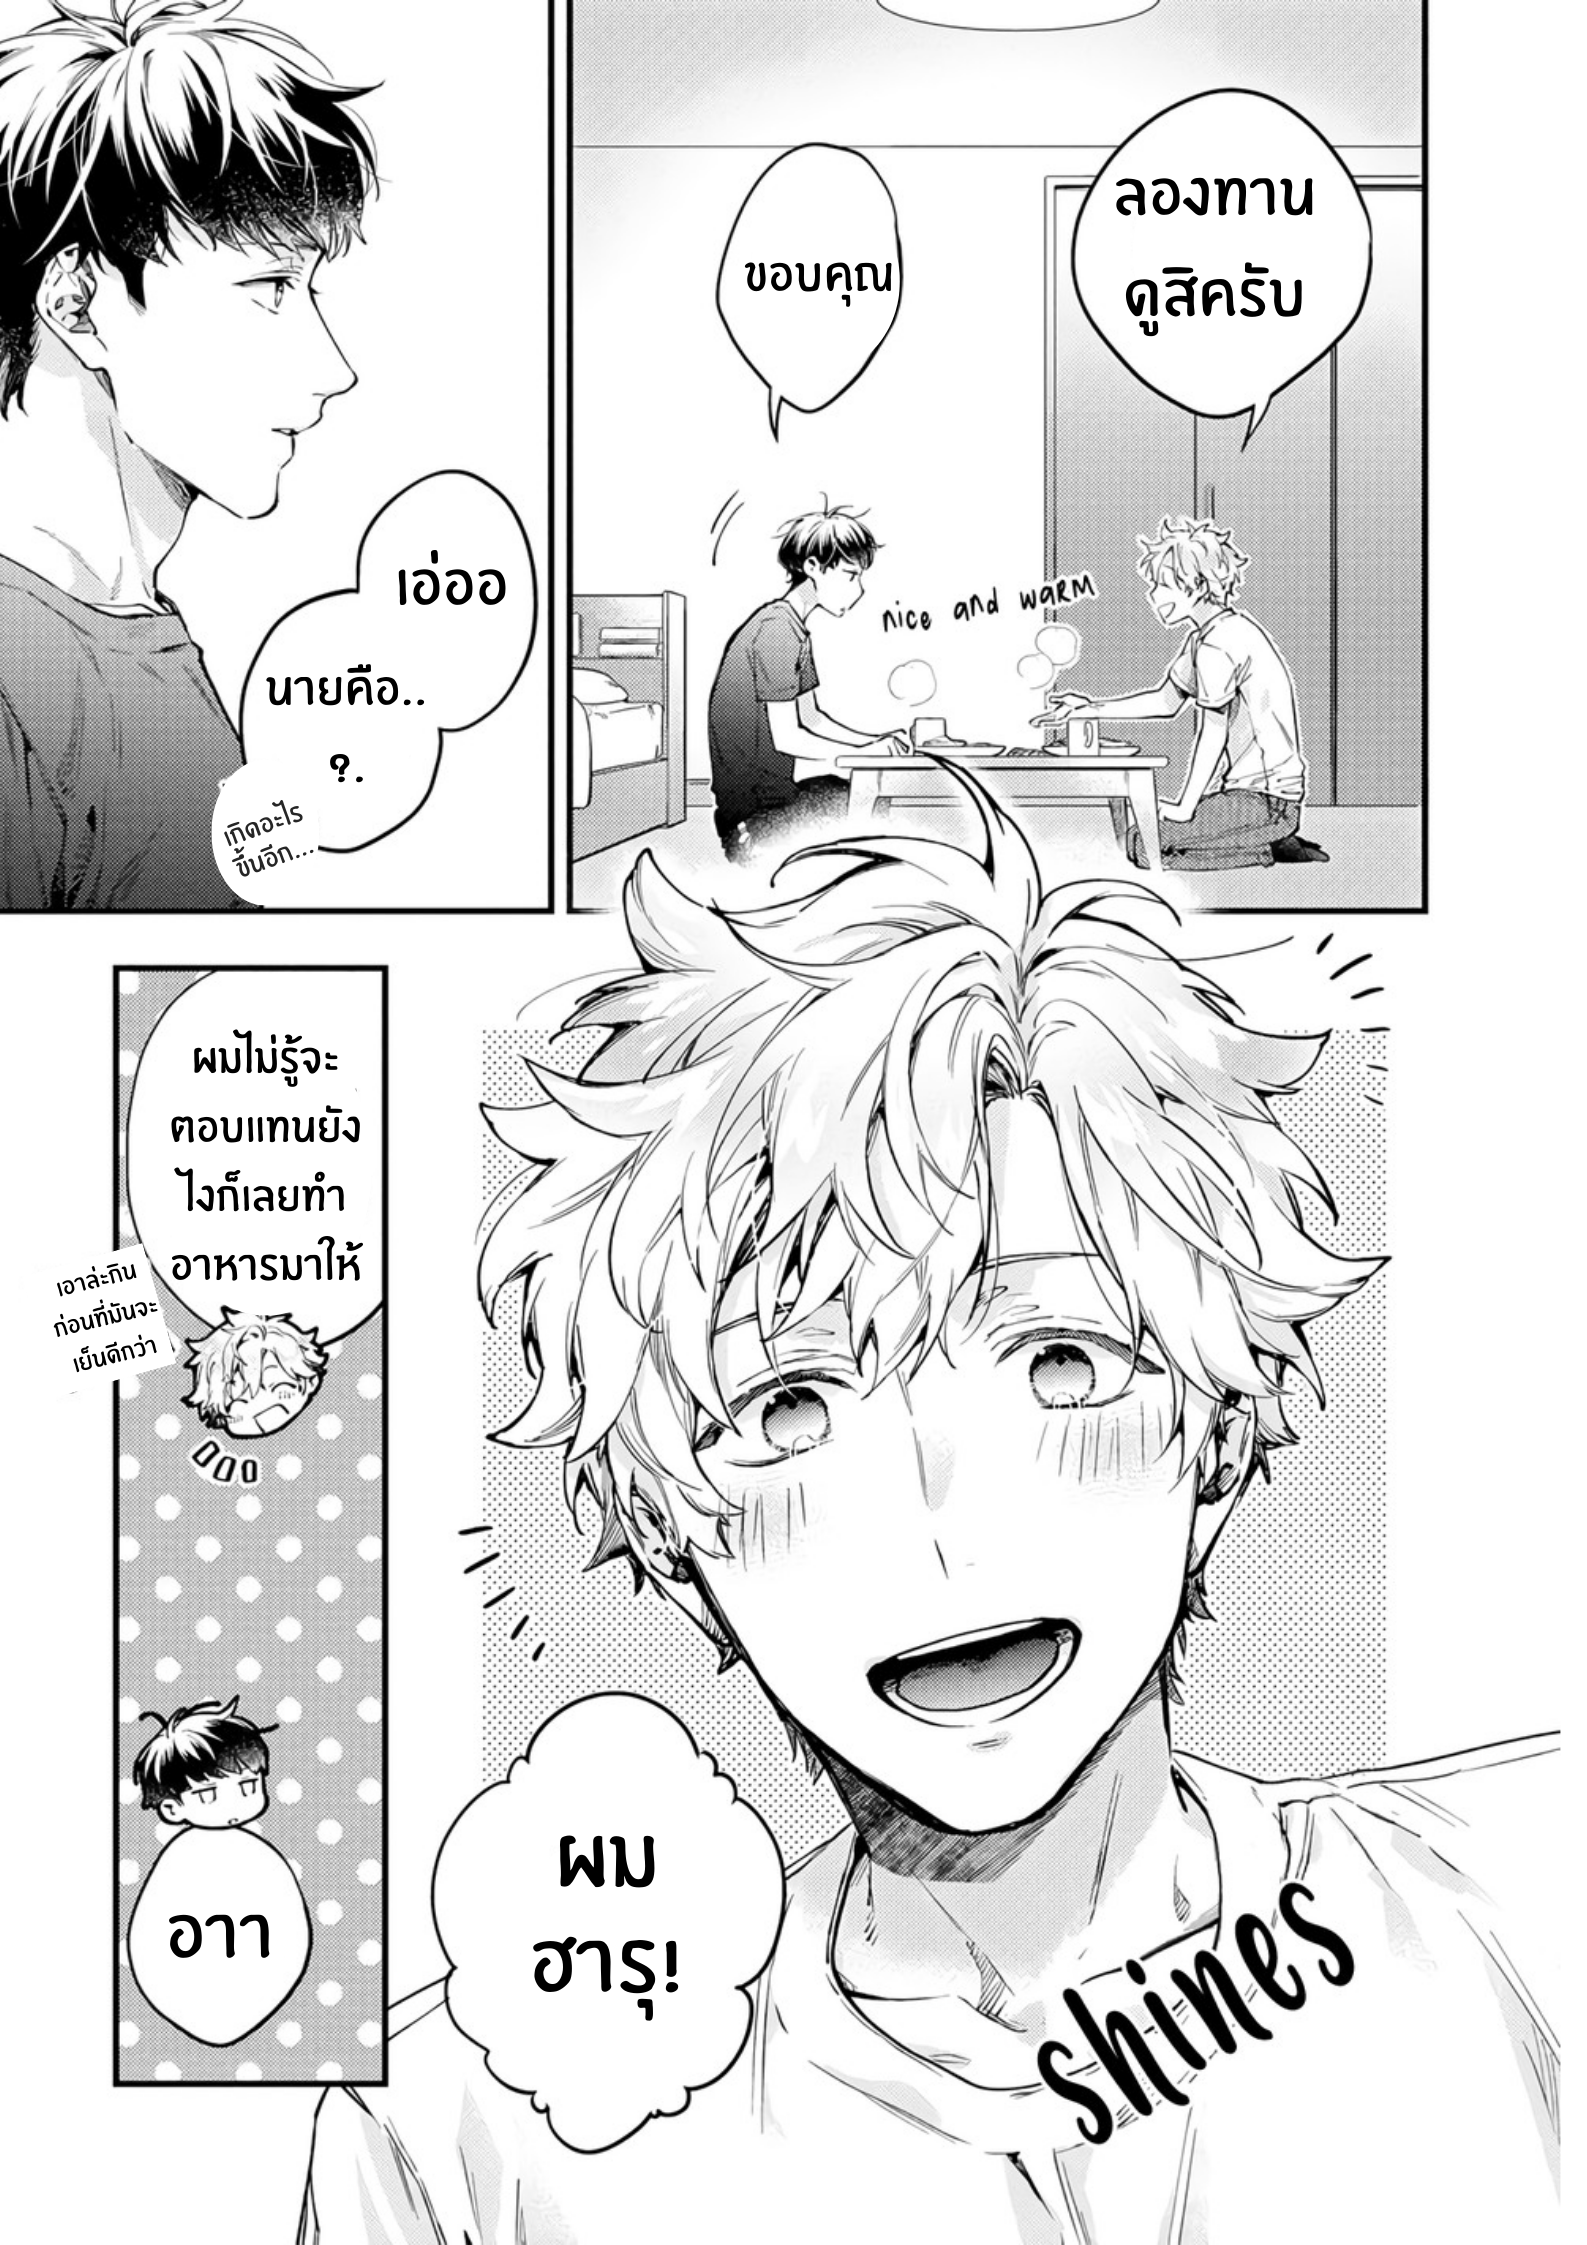 ลองทาน
ดูสิครับ
ขอบคุณ
nice and warm
เอ่ออ
นายคือ..
?.
เกิดอะไร
ขึ้นอีก...
ผม
ฮารุ!
shines
ผมไม่รู้จะ
ตอบแทนยัง
ไงก็เลยทำ
อาหารมาให้
เอาล่ะกิน
ก่อนที่มันจะ
เย็นดีกว่า
อาา